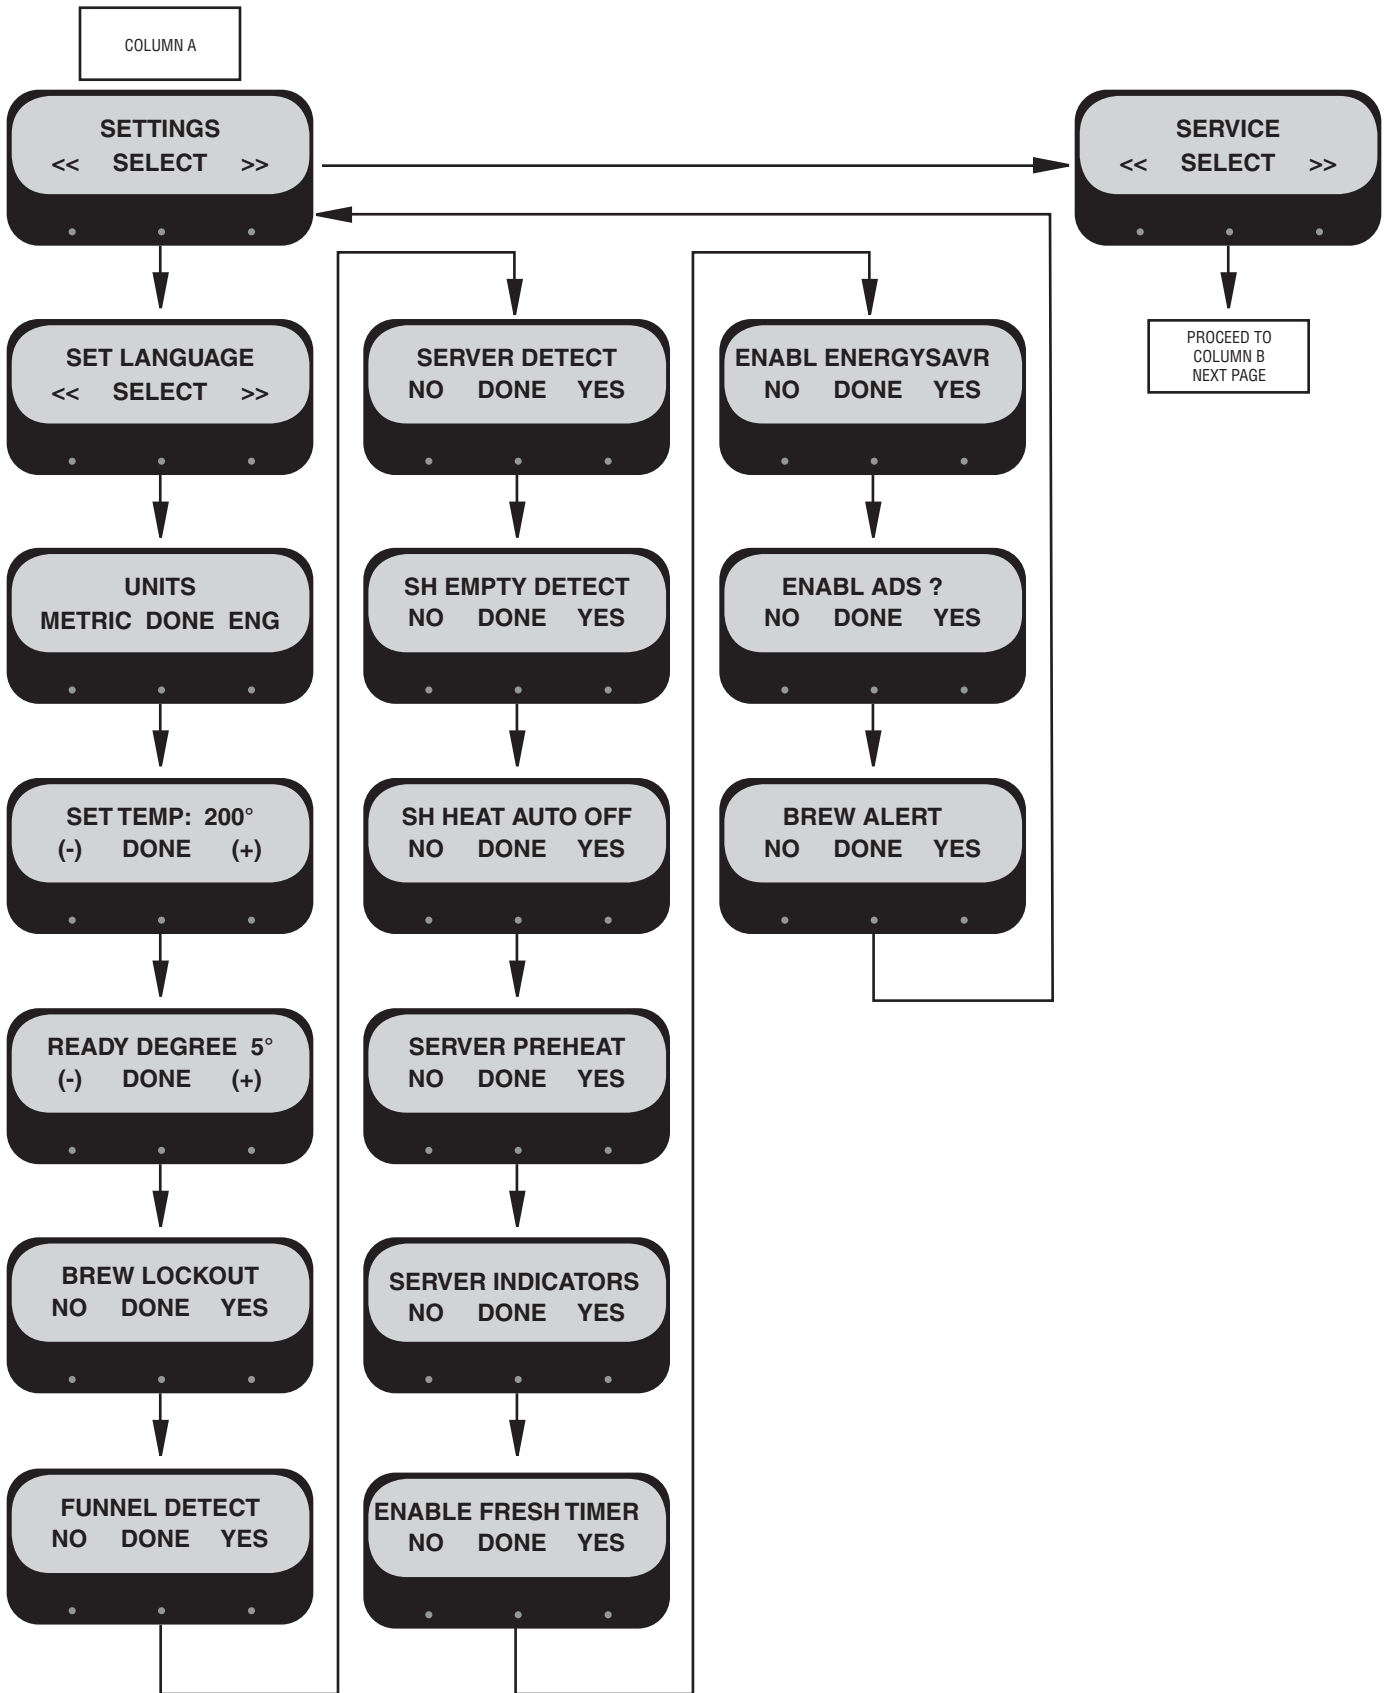 COLUMN A
SETTINGS
<< SELECT >>
SERVICE
<< SELECT >>
PROCEED TO
COLUMN B
NEXT PAGE
SET LANGUAGE
<< SELECT >>
UNITS
METRIC DONE ENG
SET TEMP: 200°
(-) DONE (+)
READY DEGREE 5°
(-) DONE (+)
BREW LOCKOUT
NO DONE YES
FUNNEL DETECT
NO DONE YES
SERVER DETECT
NO DONE YES
SH EMPTY DETECT
NO DONE YES
SH HEAT AUTO OFF
NO DONE YES
SERVER PREHEAT
NO DONE YES
SERVER INDICATORS
NO DONE YES
ENABLE FRESH TIMER
NO DONE YES
ENABL ENERGYSAVR
NO DONE YES
ENABL ADS ?
NO DONE YES
BREW ALERT
NO DONE YES